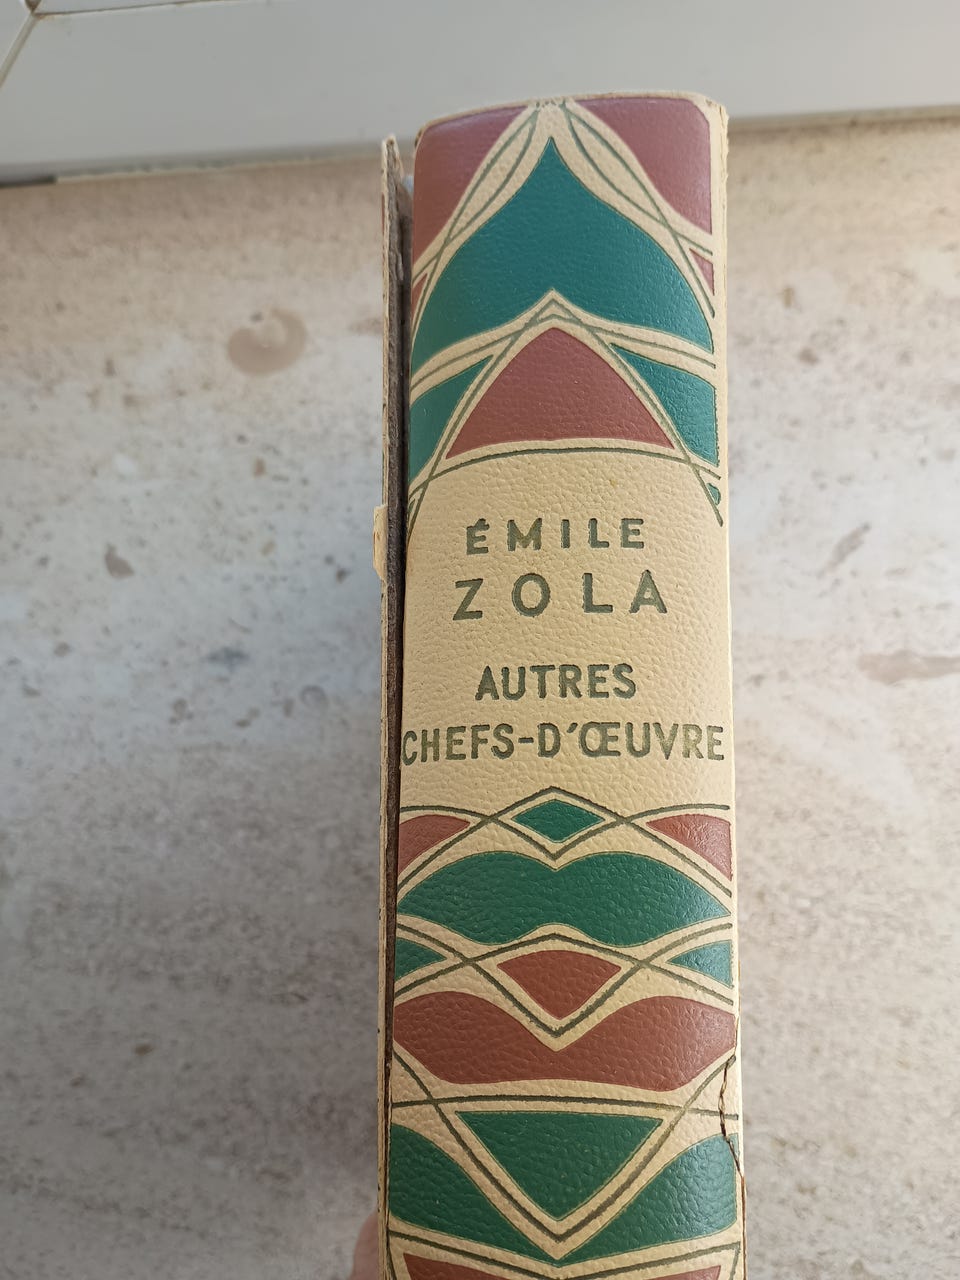 ÉMILE
ZOLA
AUTRES
CHEFS-D'ŒUVRE